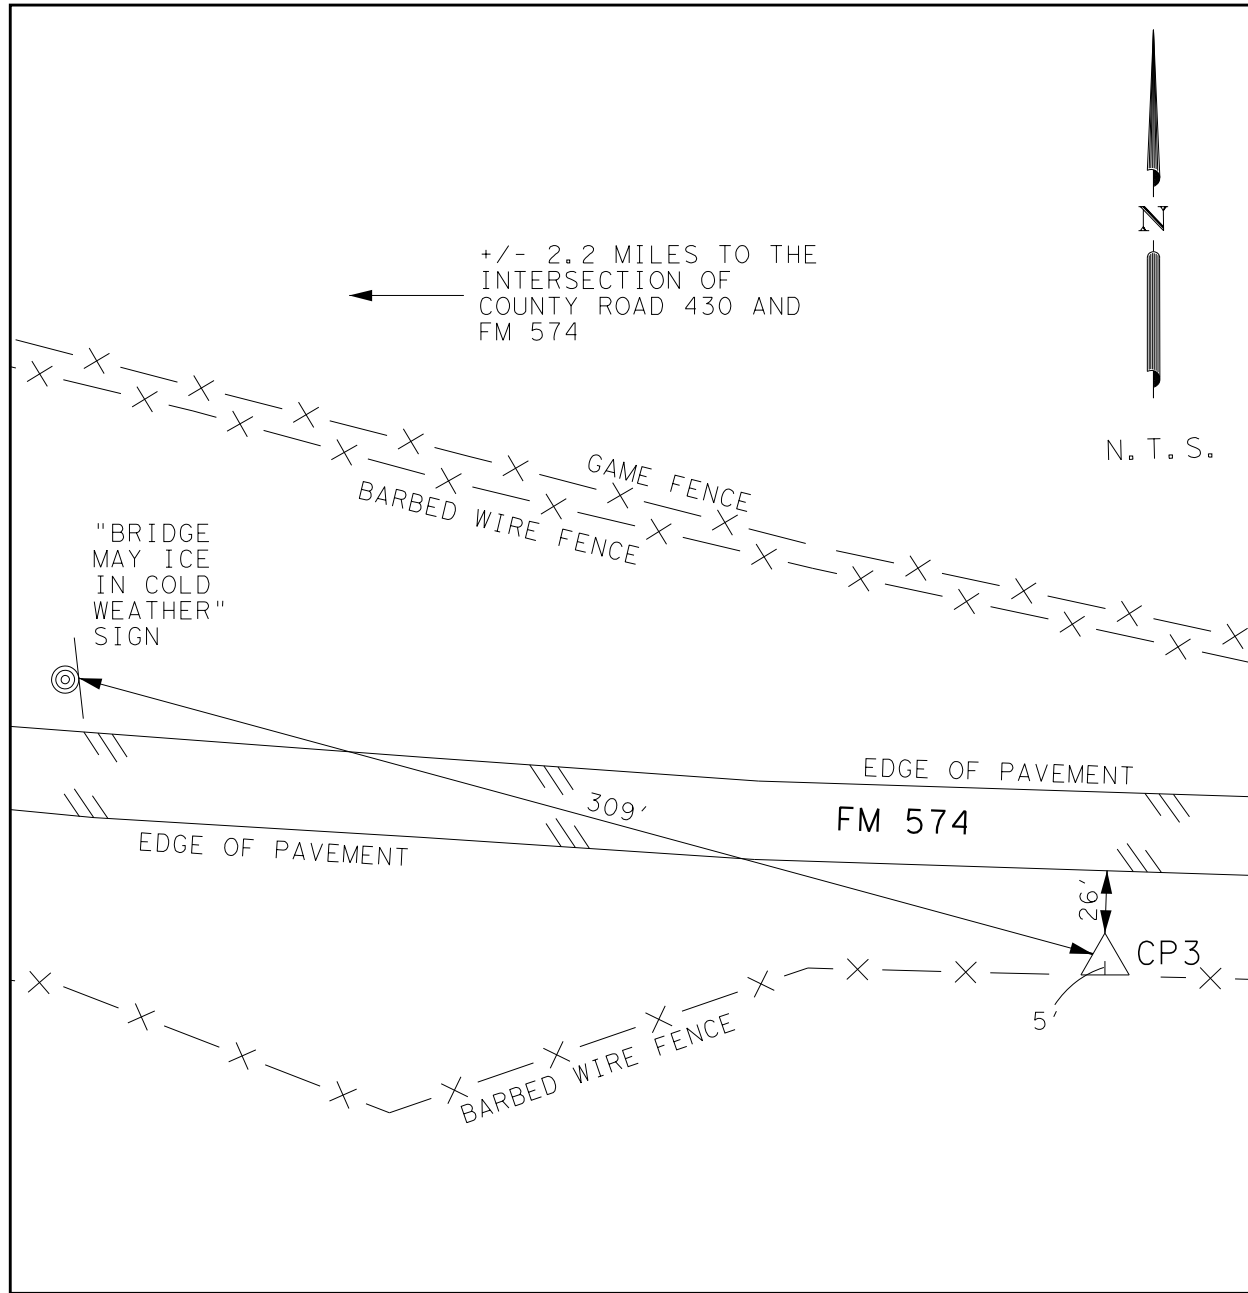 N
+/- 2.2 MILES TO THE
INTERSECTION OF
COUNTY ROAD 430 AND
FM 574
N.T.S.
GAME FENCE
BARBED WIRE FENCE
"BRIDGE
MAY ICE
IN COLD
WEATHER"
SIGN
EDGE OF PAVEMENT
309'
FM 574
EDGE OF PAVEMENT
26'
CP3
5'
BARBED WIRE FENCE